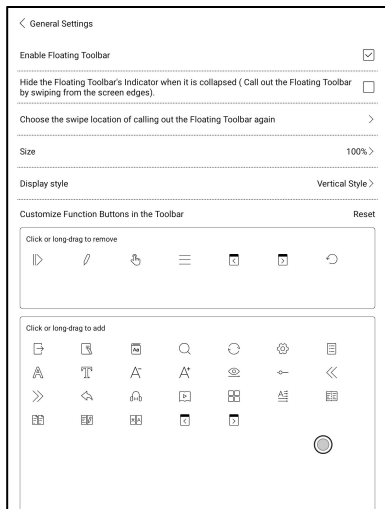 General Settings
Enable Floating Toolbar
Hide the Floating Toolbar's Indicator when it is collapsed ( Call out the Floating Toolbar
by swiping from the screen edges).
Choose the swipe location of calling out the Floating Toolbar again
Size 100%
Display style Vertical Style
Customize Function Buttons in the Toolbar Reset
Click or long-drag to remove
Click or long-drag to add